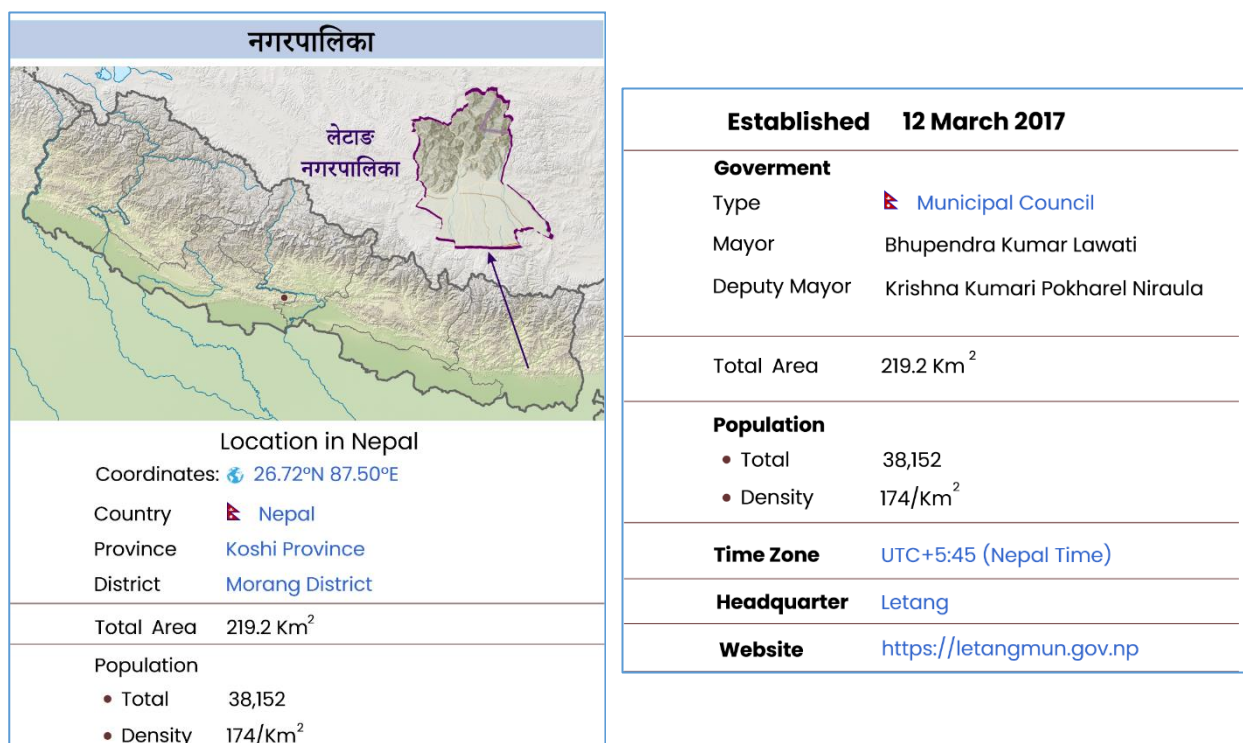 नगरपालिका
लेटाङ
नगरपालिका
Location in Nepal
Coordinates: 26.72°N 87.50°E
Country Nepal
Province Koshi Province
District Morang District
Total Area 219.2 Km²
Population
• Total 38,152
• Density 174/Km²
Established 12 March 2017
Goverment
Type Municipal Council
Mayor Bhupendra Kumar Lawati
Deputy Mayor Krishna Kumari Pokharel Niraula
Total Area 219.2 Km²
Population
• Total 38,152
• Density 174/Km²
Time Zone UTC+5:45 (Nepal Time)
Headquarter Letang
Website https://letangmun.gov.np